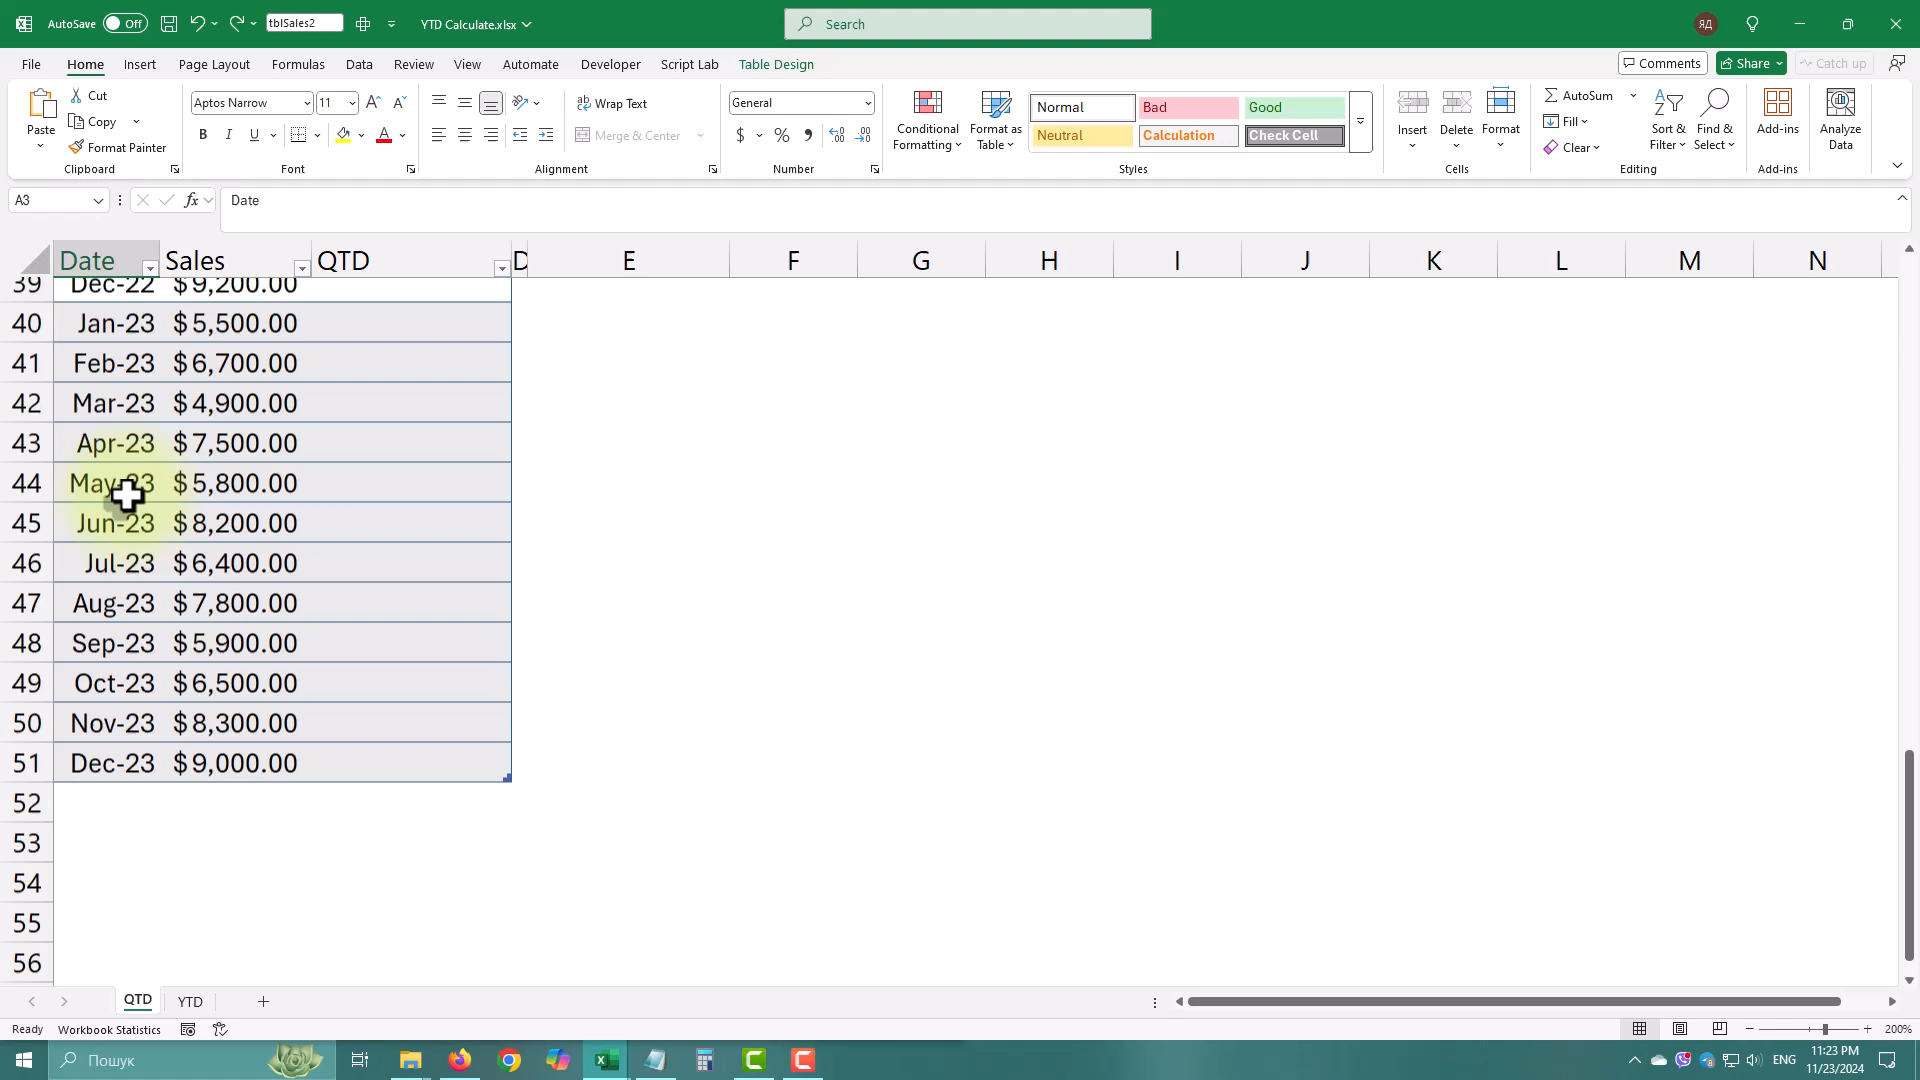 AutoSave Off tblSales2 YTD Calculate.xlsx Search ЯД
File Home Insert Page Layout Formulas Data Review View Automate Developer Script Lab Table Design Comments Share Catch up
Paste Cut Copy Format Painter Clipboard
Aptos Narrow 11 B I U A Font
ab Wrap Text Merge & Center Alignment
General $ % Number
Conditional Formatting Format as Table Normal Bad Good Neutral Calculation Check Cell Styles
Insert Delete Format Cells
AutoSum Fill Clear Sort & Filter Find & Select Editing
Add-ins Add-ins
Analyze Data
A3 fx Date
Date Sales QTD D E F G H I J K L M N
39 Dec-22 $9,200.00
40 Jan-23 $5,500.00
41 Feb-23 $6,700.00
42 Mar-23 $4,900.00
43 Apr-23 $7,500.00
44 May-23 $5,800.00
45 Jun-23 $8,200.00
46 Jul-23 $6,400.00
47 Aug-23 $7,800.00
48 Sep-23 $5,900.00
49 Oct-23 $6,500.00
50 Nov-23 $8,300.00
51 Dec-23 $9,000.00
52
53
54
55
56
QTD YTD
Ready Workbook Statistics 200%
Пошук ENG 11:23 PM
11/23/2024